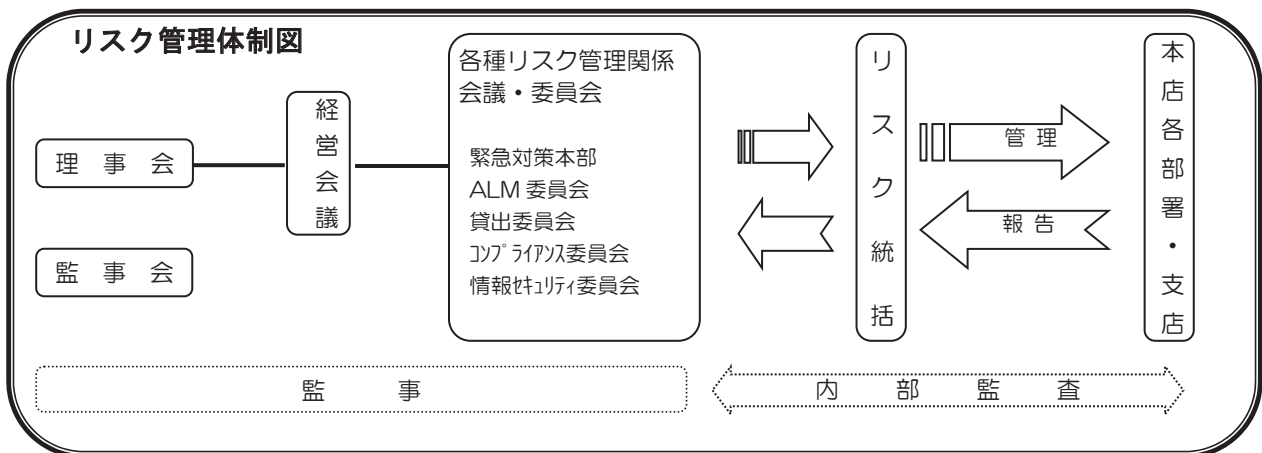 リスク管理体制図
理事会
監事会
経営会議
各種リスク管理関係
会議・委員会
緊急対策本部
ALM 委員会
貸出委員会
ｺﾝﾌﾟﾗｲｱﾝｽ委員会
情報ｾｷｭﾘﾃｨ委員会
リスク統括
管理
報告
本店各部署・支店
監事
内部監査